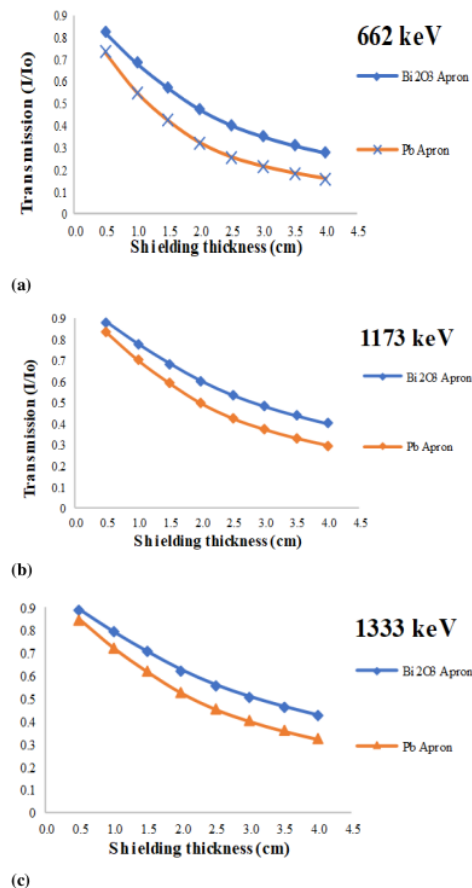 662 keV
Transmission (I/Io)
0.9
0.8
0.7
0.6
0.5
0.4
0.3
0.2
0.1
0
Bi 2O3 Apron
Pb Apron
0.0 0.5 1.0 1.5 2.0 2.5 3.0 3.5 4.0 4.5
Shielding thickness (cm)
(a)
1173 keV
Transmission (I/Io)
0.9
0.8
0.7
0.6
0.5
0.4
0.3
0.2
0.1
0
Bi 2O3 Apron
Pb Apron
0.0 0.5 1.0 1.5 2.0 2.5 3.0 3.5 4.0 4.5
Shielding thickness (cm)
(b)
1333 keV
0.9
0.8
0.7
0.6
0.5
0.4
0.3
0.2
0.1
0
Bi 2O3 Apron
Pb Apron
0.0 0.5 1.0 1.5 2.0 2.5 3.0 3.5 4.0 4.5
Shielding thickness (cm)
(c)